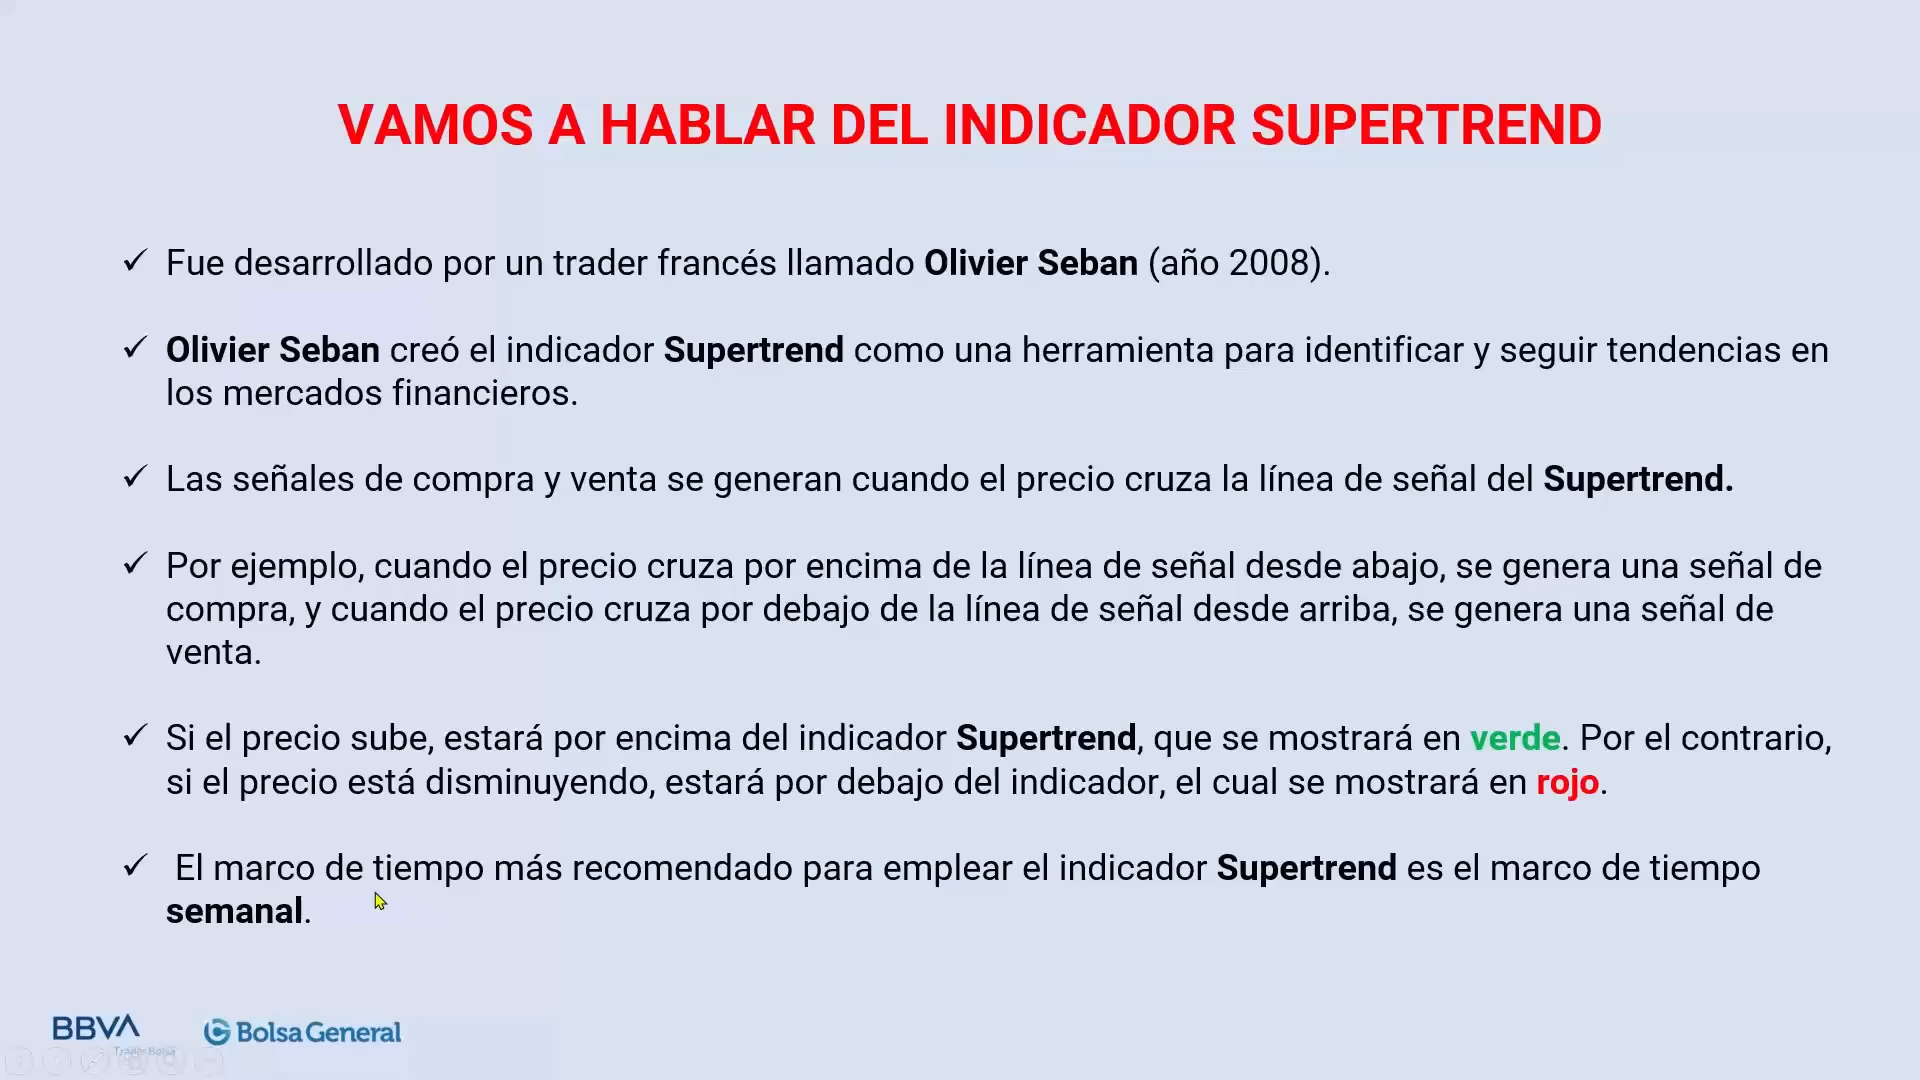 VAMOS A HABLAR DEL INDICADOR SUPERTREND
✓ Fue desarrollado por un trader francés llamado Olivier Seban (año 2008).
✓ Olivier Seban creó el indicador Supertrend como una herramienta para identificar y seguir tendencias en
los mercados financieros.
✓ Las señales de compra y venta se generan cuando el precio cruza la línea de señal del Supertrend.
✓ Por ejemplo, cuando el precio cruza por encima de la línea de señal desde abajo, se genera una señal de
compra, y cuando el precio cruza por debajo de la línea de señal desde arriba, se genera una señal de
venta.
✓ Si el precio sube, estará por encima del indicador Supertrend, que se mostrará en verde. Por el contrario,
si el precio está disminuyendo, estará por debajo del indicador, el cual se mostrará en rojo.
✓ El marco de tiempo más recomendado para emplear el indicador Supertrend es el marco de tiempo
semanal.
BBVA BolsaGeneral
Trader Bolsa